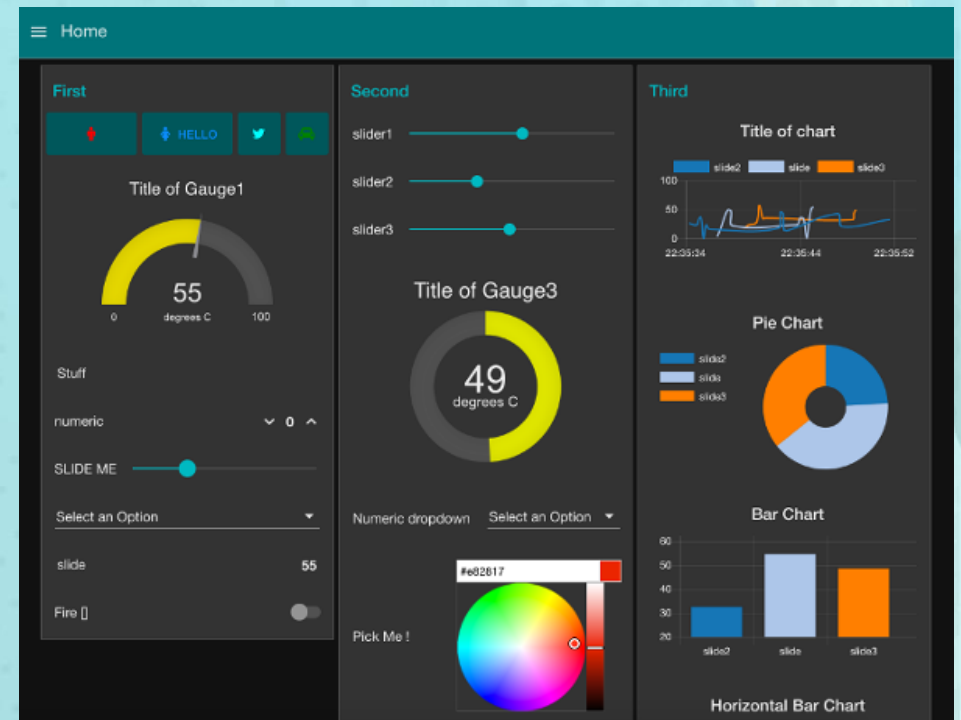 Home
First
HELLO
Title of Gauge1
55
0 degrees C 100
Stuff
numeric 0
SLIDE ME
Select an Option
slide 55
Fire []
Second
slider1
slider2
slider3
Title of Gauge3
49
degrees C
Numeric dropdown Select an Option
#e82817
Pick Me !
Third
Title of chart
slide2 slide slide3
100
50
0
22:35:34 22:35:44 22:35:52
Pie Chart
slide2
slide
slide3
Bar Chart
60
50
40
30
20
slide2 slide slide3
Horizontal Bar Chart